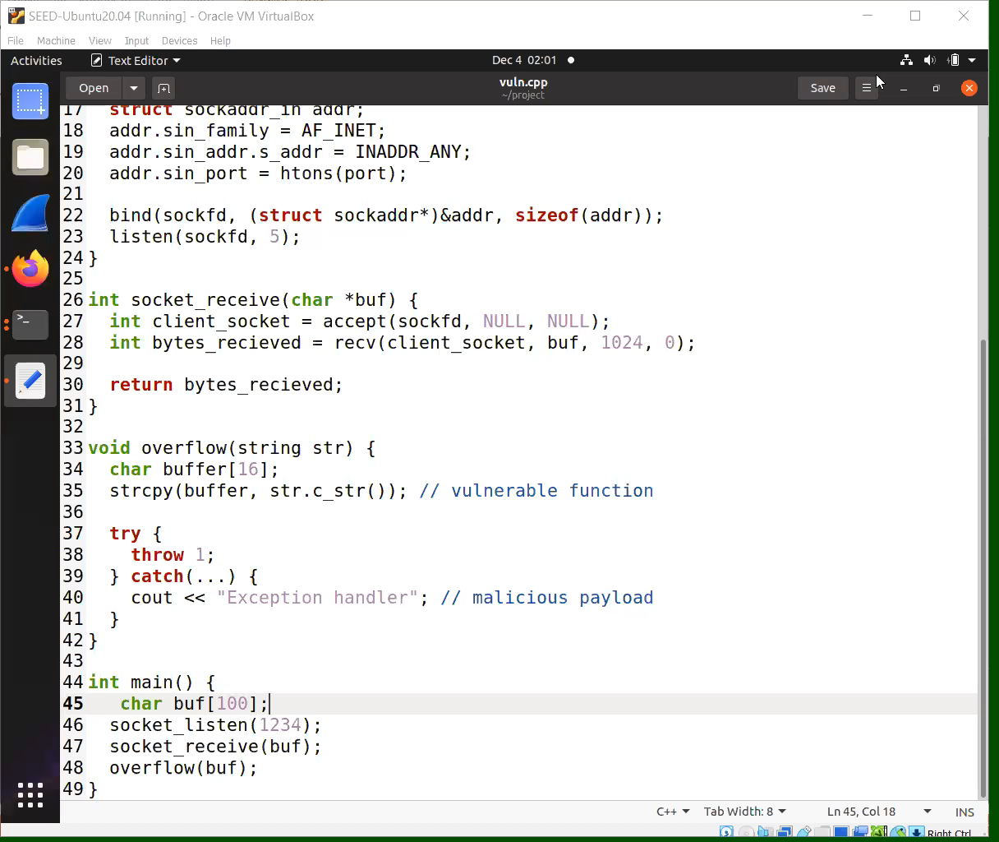 SEED-Ubuntu20.04 [Running] - Oracle VM VirtualBox
File Machine View Input Devices Help
Activities Text Editor Dec 4 02:01
Open vuln.cpp Save
~/project
17 struct sockaddr_in addr;
18 addr.sin_family = AF_INET;
19 addr.sin_addr.s_addr = INADDR_ANY;
20 addr.sin_port = htons(port);
21
22 bind(sockfd, (struct sockaddr*)&addr, sizeof(addr));
23 listen(sockfd, 5);
24 }
25
26 int socket_receive(char *buf) {
27 int client_socket = accept(sockfd, NULL, NULL);
28 int bytes_recieved = recv(client_socket, buf, 1024, 0);
29
30 return bytes_recieved;
31 }
32
33 void overflow(string str) {
34 char buffer[16];
35 strcpy(buffer, str.c_str()); // vulnerable function
36
37 try {
38 throw 1;
39 } catch(...) {
40 cout << "Exception handler"; // malicious payload
41 }
42 }
43
44 int main() {
45 char buf[100];
46 socket_listen(1234);
47 socket_receive(buf);
48 overflow(buf);
49 }
C++ Tab Width: 8 Ln 45, Col 18 INS
Right Ctrl